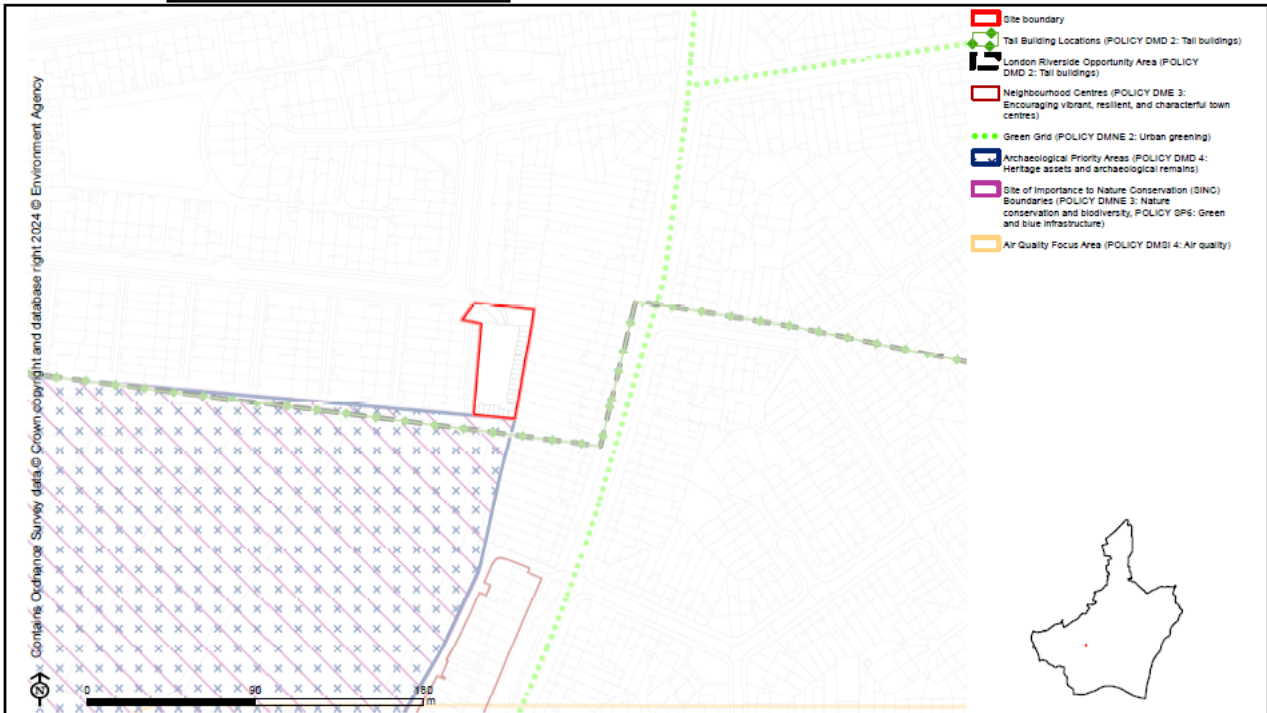 Contains Ordnance Survey data © Crown copyright and database right 2024 © Environment Agency
Site boundary
Tall Building Locations (POLICY DMD 2: Tall buildings)
London Riverside Opportunity Area (POLICY
DMD 2: Tall buildings)
Neighbourhood Centres (POLICY DME 3:
Encouraging vibrant, resilient, and characterful town
centres)
Green Grid (POLICY DMNE 2: Urban greening)
Archaeological Priority Areas (POLICY DMD 4:
Heritage assets and archaeological remains)
Site of Importance to Nature Conservation (SINC)
Boundaries (POLICY DMNE 3: Nature
conservation and biodiversity, POLICY SP6: Green
and blue infrastructure)
Air Quality Focus Area (POLICY DMSI 4: Air quality)
Z
0 90 180
m